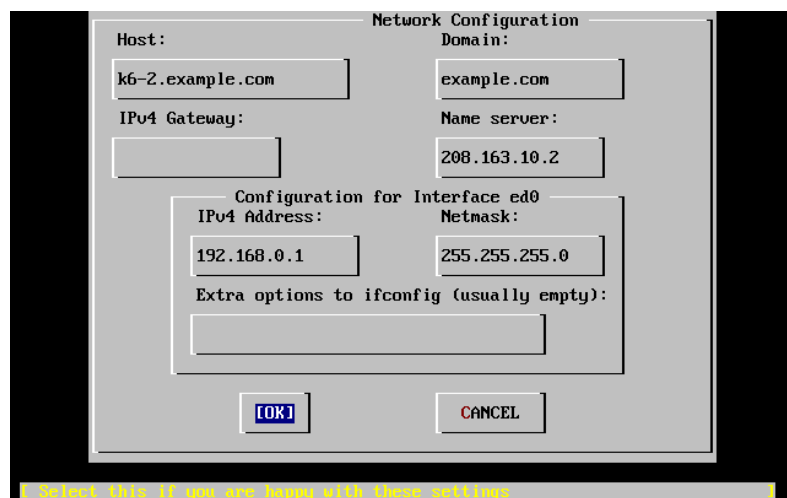 Network Configuration
Host: Domain:
k6-2.example.com example.com
IPv4 Gateway: Name server:
208.163.10.2
Configuration for Interface ed0
IPv4 Address: Netmask:
192.168.0.1 255.255.255.0
Extra options to ifconfig (usually empty):
[OK] CANCEL
[ Select this if you are happy with these settings ]